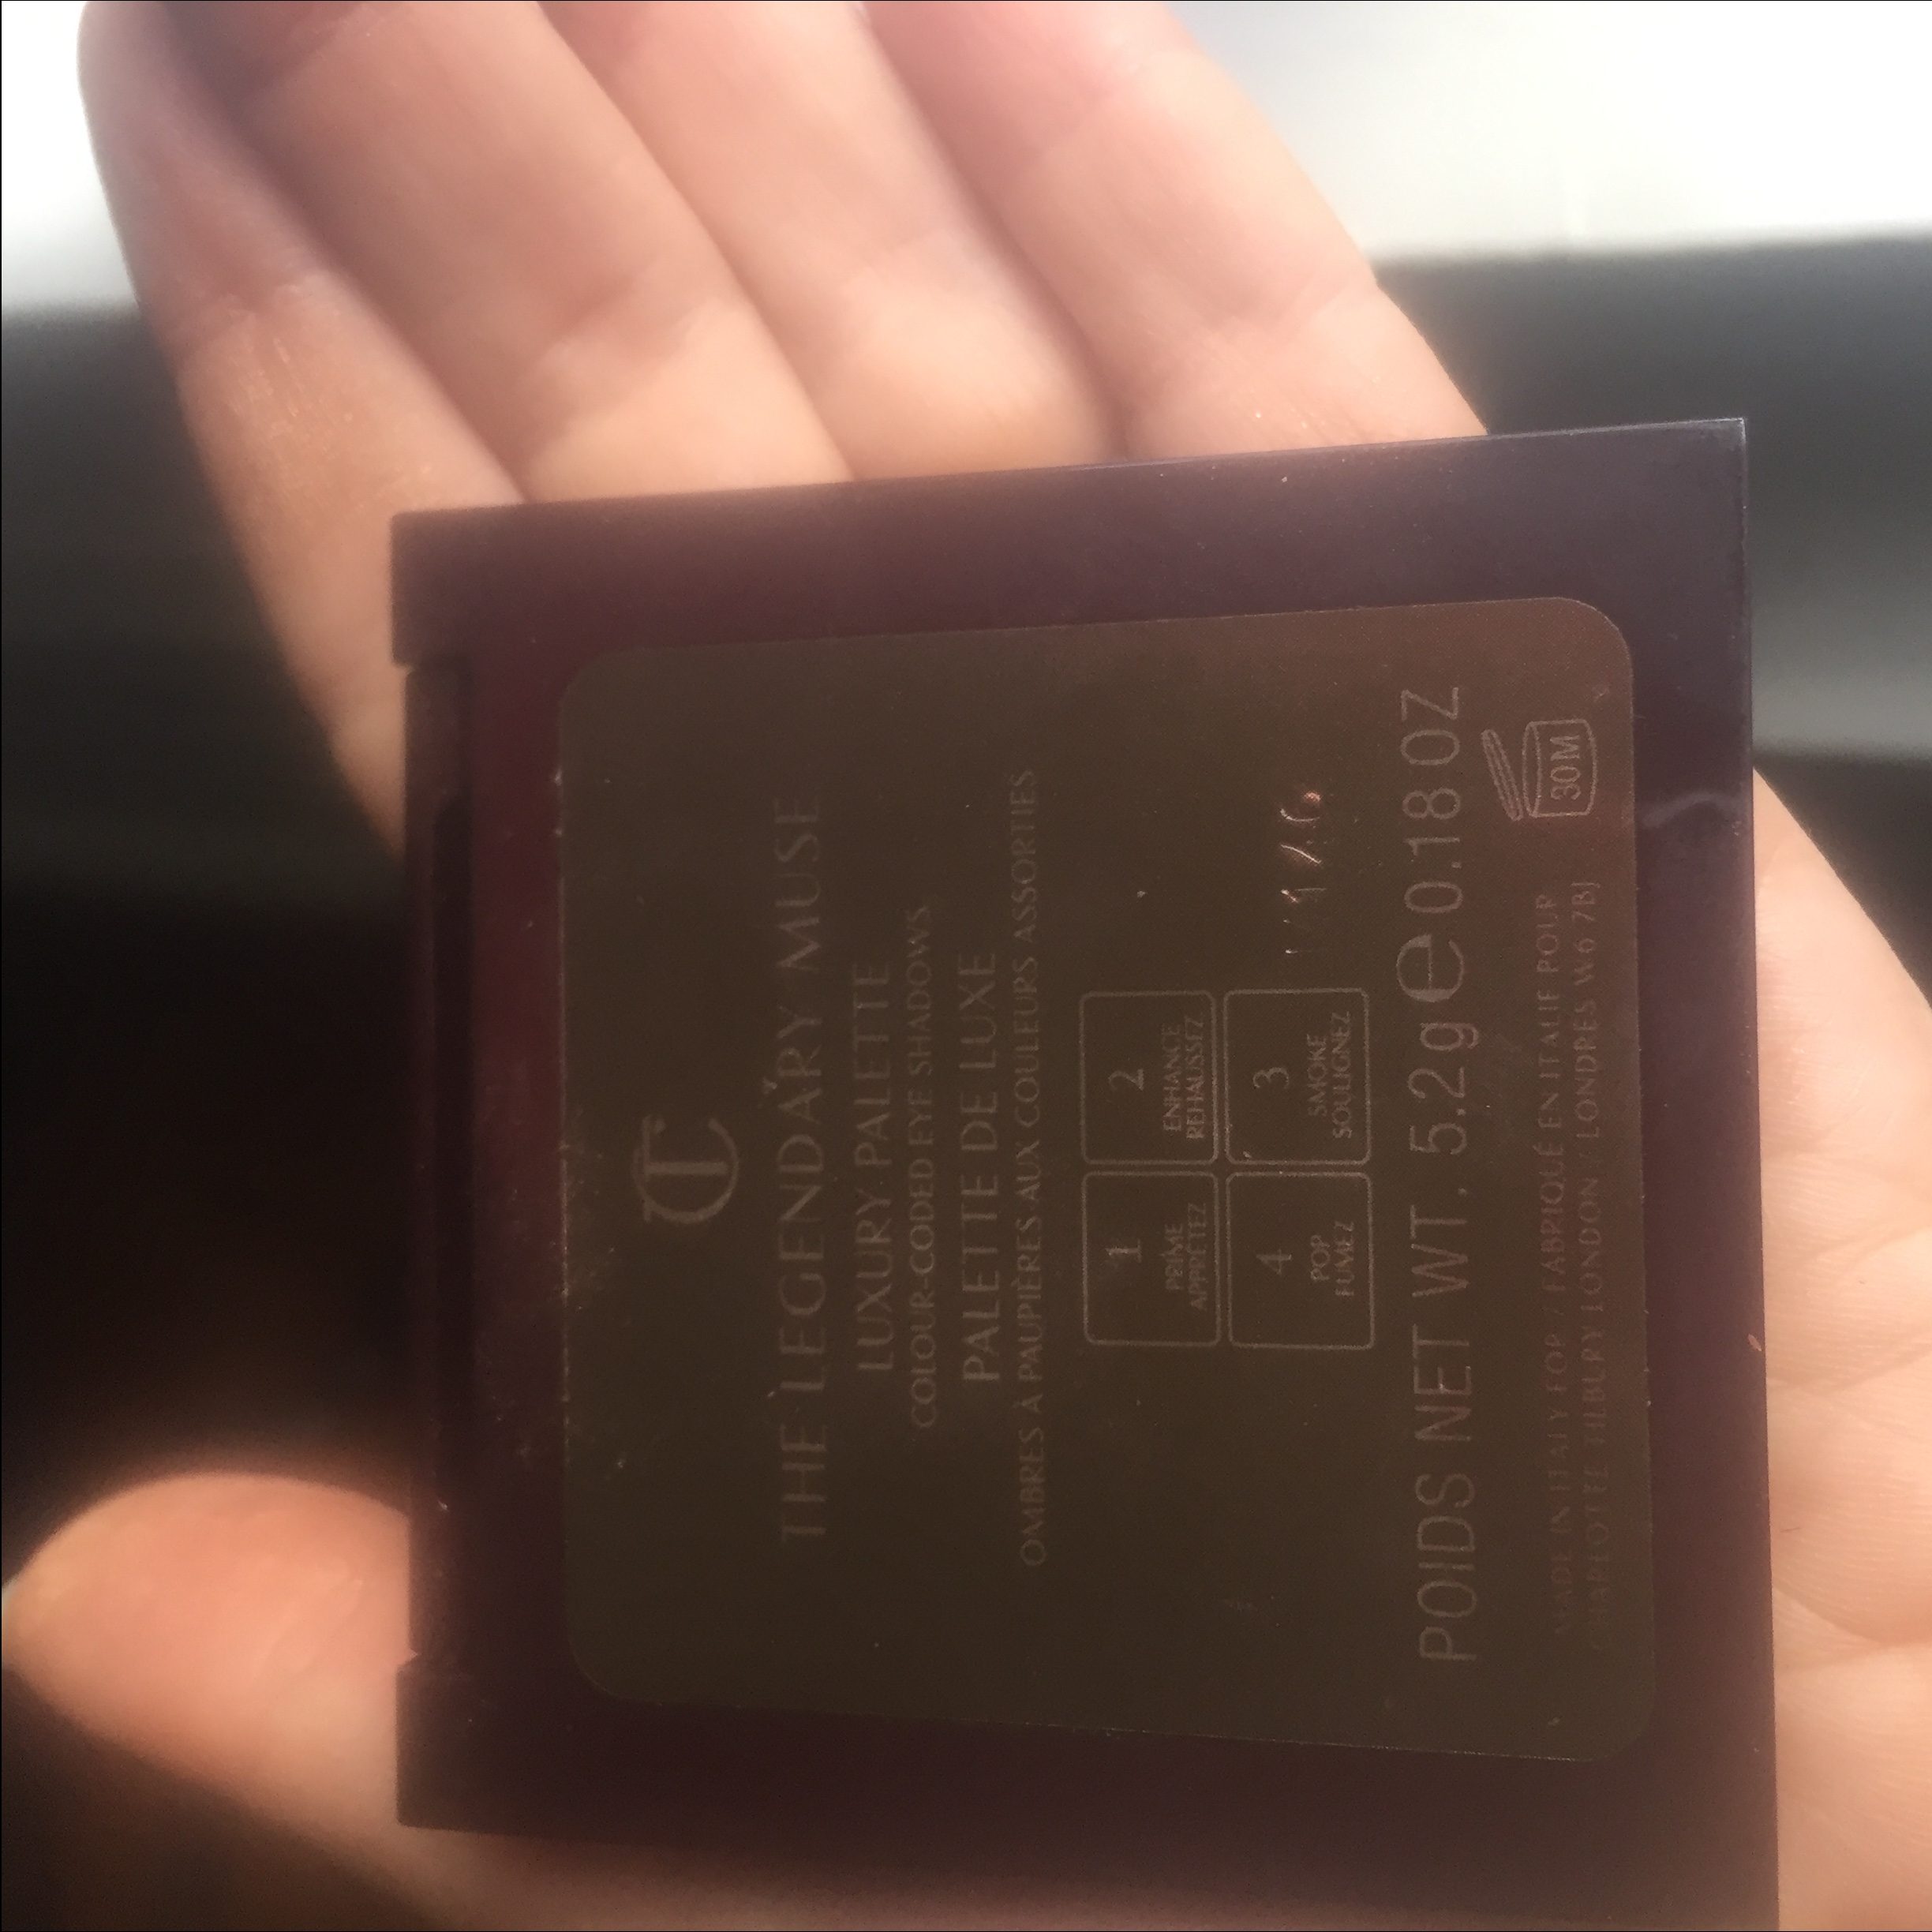 CT
THE LEGENDARY MUSE
LUXURY PALETTE
COLOUR-CODED EYE SHADOWS
PALETTE DE LUXE
OMBRES À PAUPIÈRES AUX COULEURS ASSORTIES
1
PRIME
APPRÊTEZ
2
ENHANCE
REHAUSSEZ
4
POP
FUMEZ
3
SMOKE
SOULIGNEZ
POIDS NET WT. 5.2g e 0.18 OZ
MADE IN ITALY FOR / FABRIQUÉ EN ITALIE POUR
CHARLOTTE TILBURY LONDON / LONDRES W6 7BJ
30M